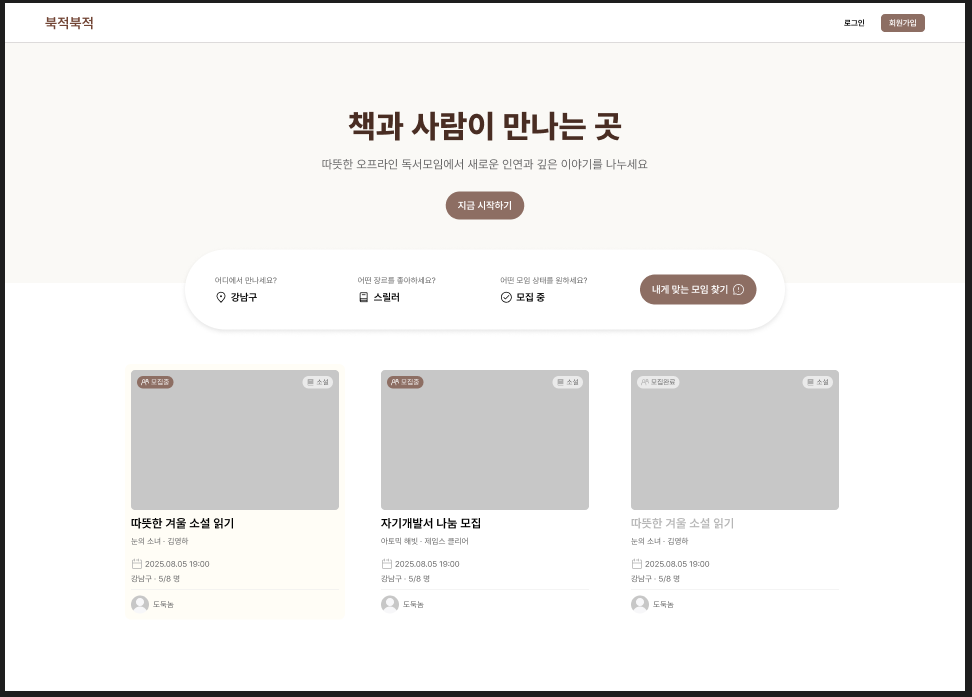 북적북적
로그인
회원가입
책과 사람이 만나는 곳
따뜻한 오프라인 독서모임에서 새로운 인연과 깊은 이야기를 나누세요
지금 시작하기
어디에서 만나세요?
강남구
어떤 장르를 좋아하세요?
스릴러
어떤 모임 상태를 원하세요?
모집 중
내게 맞는 모임 찾기
모집중
소설
따뜻한 겨울 소설 읽기
눈의 소녀 · 김영하
2025.08.05 19:00
강남구 · 5/8 명
도둑놈
모집중
소설
자기개발서 나눔 모집
아토믹 해빗 · 제임스 클리어
2025.08.05 19:00
강남구 · 5/8 명
도둑놈
모집완료
소설
따뜻한 겨울 소설 읽기
눈의 소녀 · 김영하
2025.08.05 19:00
강남구 · 5/8 명
도둑놈